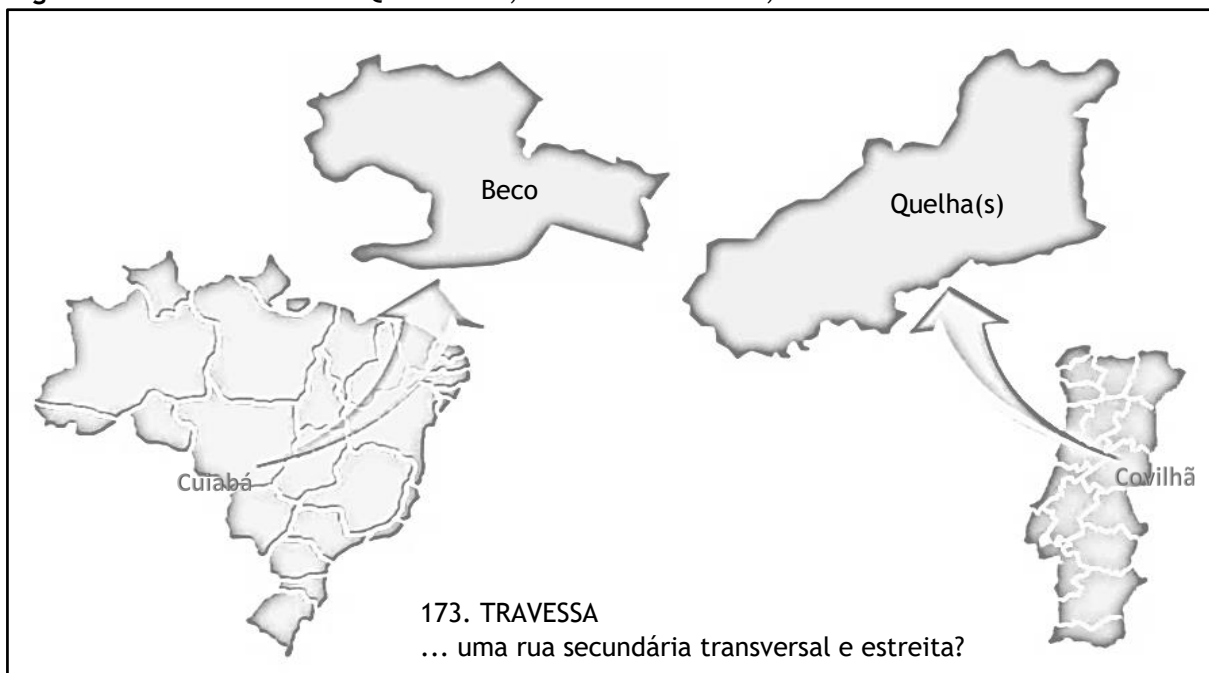 Beco
Quelha(s)
Cuiabá
Covilhã
173. TRAVESSA
... uma rua secundária transversal e estreita?